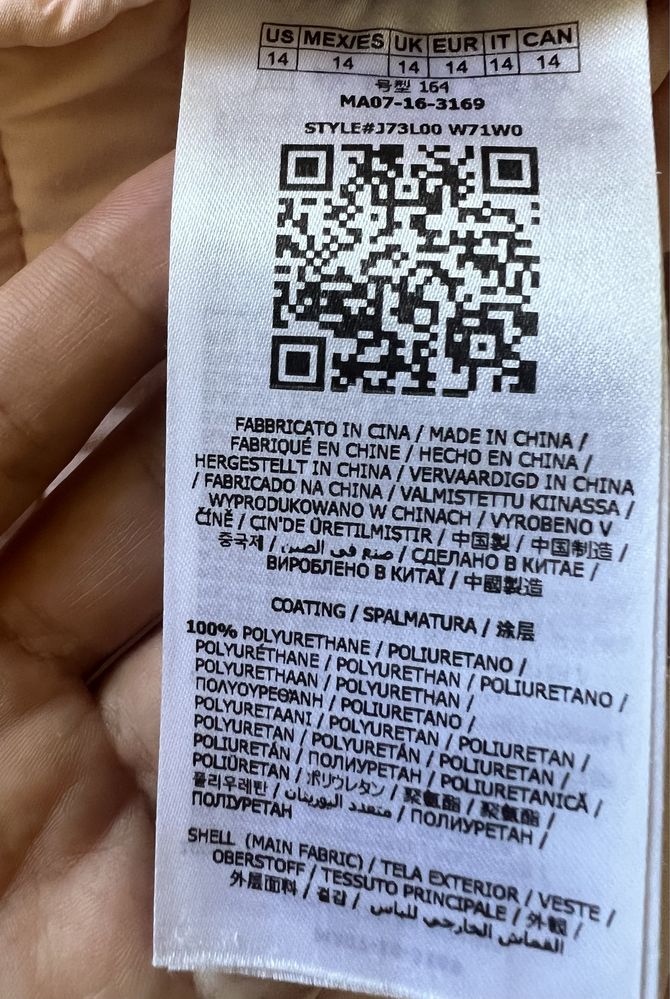 US MEX/ES UK EUR IT CAN
14 14 14 14 14 14
号型 164
MA07-16-3169
STYLE#J73L00 W71W0
FABBRICATO IN CINA / MADE IN CHINA /
FABRIQUÉ EN CHINE / HECHO EN CHINA /
HERGESTELLT IN CHINA / VERVAARDIGD IN CHINA
/ FABRICADO NA CHINA / VALMISTETTU KIINASSA /
WYPRODUKOWANO W CHINACH / VYROBENO V
ČÍNĚ / ÇIN'DE ÜRETILMIŞTIR / 中国製 / 中国制造 /
중국제 / صنع في الصين / СДЕЛАНО В КИТАЕ /
ВИРОБЛЕНО В КИТАЇ / 中國製造
COATING / SPALMATURA / 涂层
100% POLYURETHANE / POLIURETANO /
POLYURÉTHANE / POLYURETHAN / POLIURETANO /
POLYURETHAAN / POLYURETHAN /
ΠΟΛΥΟΥΡΕΘΑΝΗ / POLIURETANO /
POLYURETAANI / POLYURETAN / POLIURETAN /
POLYURETAN / POLYURETÁN / POLIURETAN /
POLIURETÁN / ПОЛИУРЕТАН / POLIURETANICĂ /
POLIÜRETAN / ポリウレタン / 聚氨酯 / 聚氨酯 /
폴리우레탄 / متعدد اليوريتان / ПОЛИУРЕТАН /
ПОЛІУРЕТАН
SHELL (MAIN FABRIC) / TELA EXTERIOR / VESTE /
OBERSTOFF / TESSUTO PRINCIPALE / 外観 /
外层面料 / 겉감 / القماش الخارجي للباس